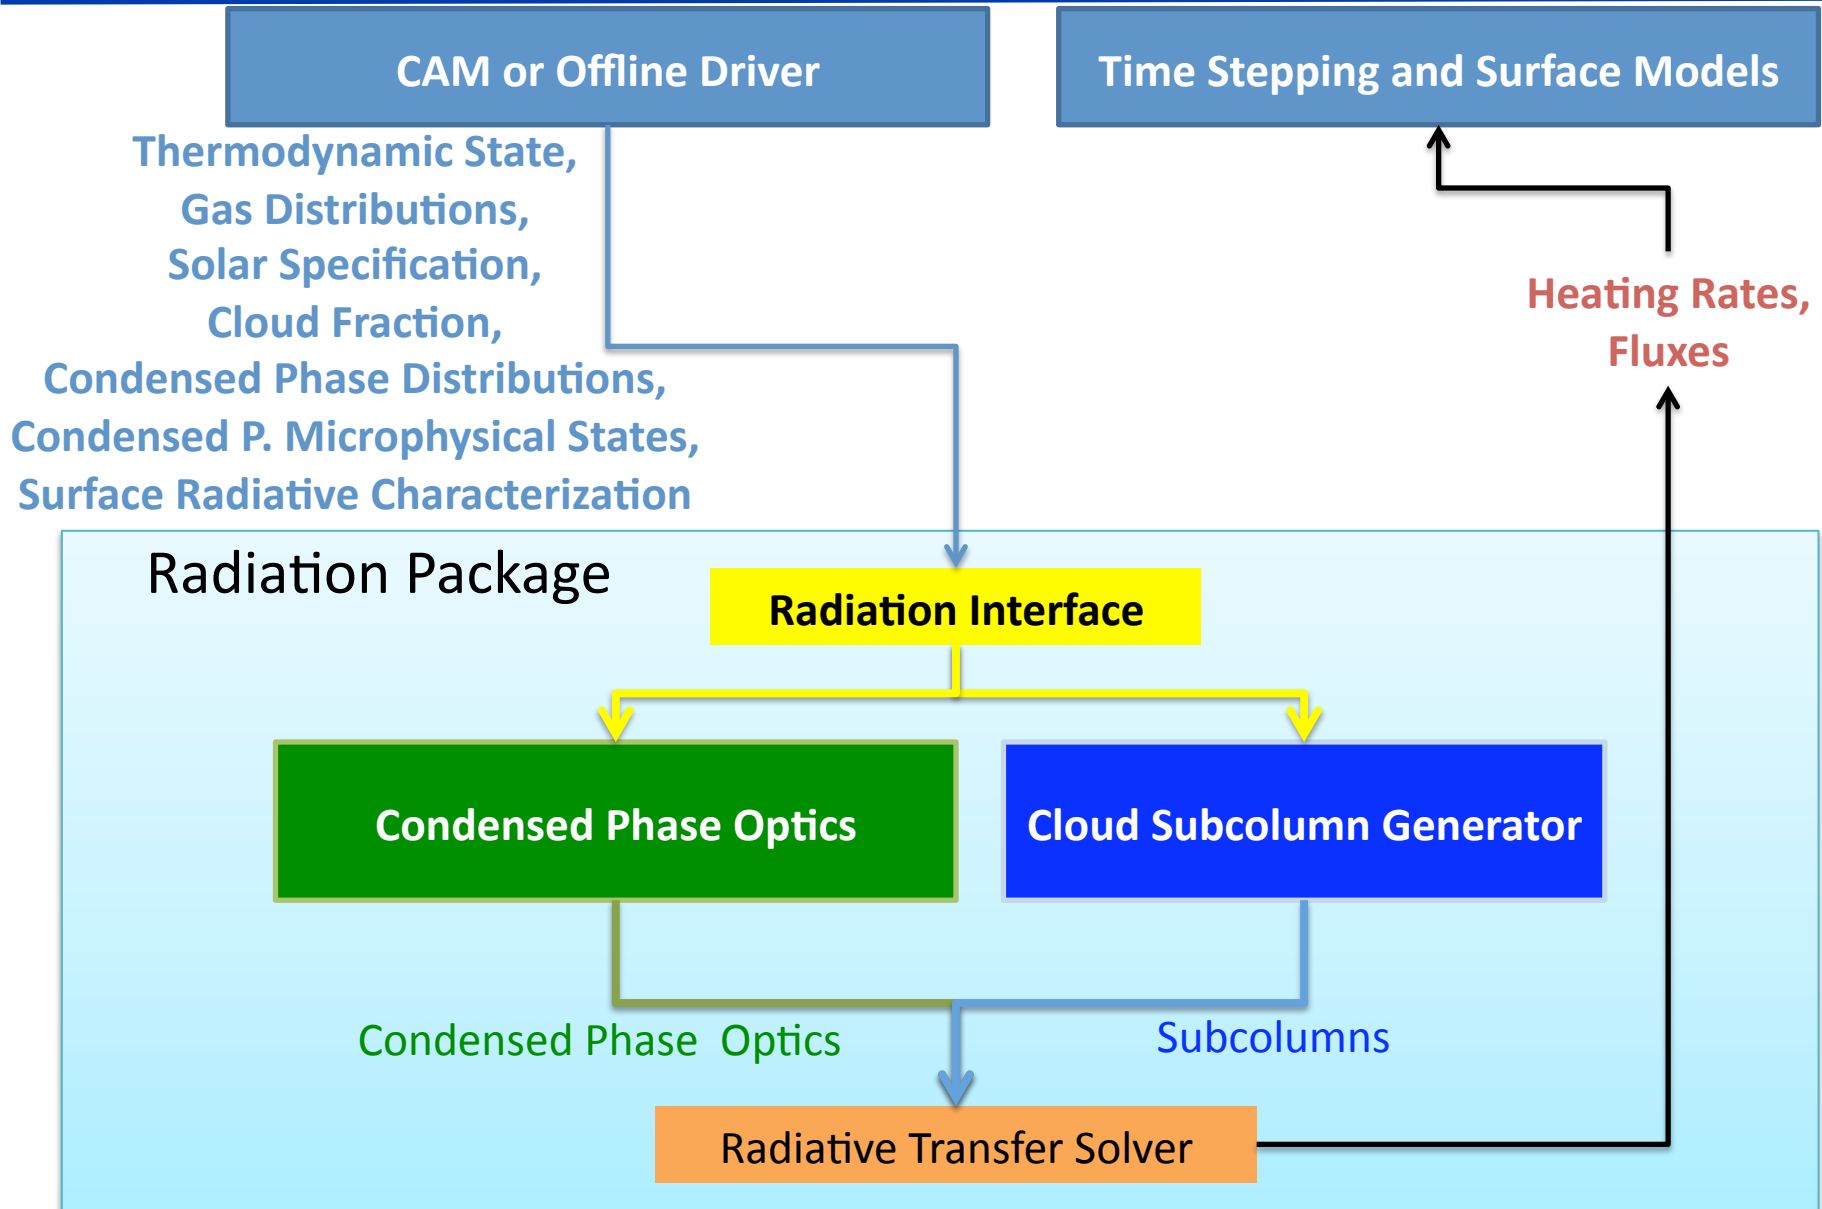 CAM or Offline Driver
Time Stepping and Surface Models
Thermodynamic State,
Gas Distributions,
Solar Specification,
Cloud Fraction,
Condensed Phase Distributions,
Condensed P. Microphysical States,
Surface Radiative Characterization
Heating Rates,
Fluxes
Radiation Package
Radiation Interface
Condensed Phase Optics
Cloud Subcolumn Generator
Condensed Phase  Optics
Subcolumns
Radiative Transfer Solver